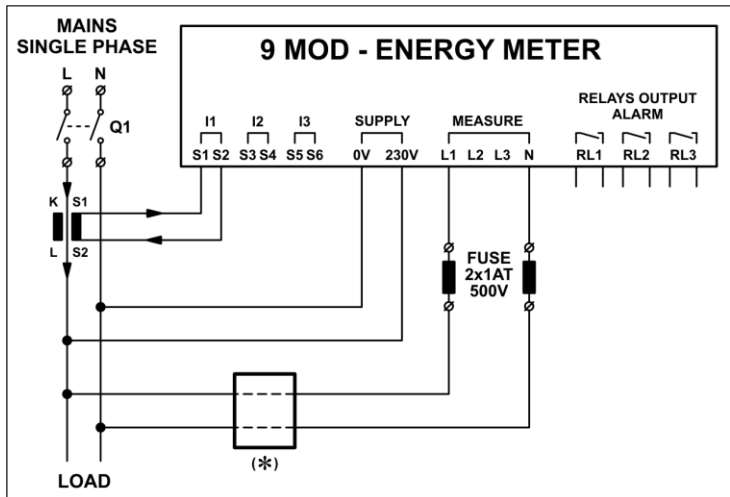 MAINS
SINGLE PHASE
L N
Q1
9 MOD - ENERGY METER
I1 I2 I3 SUPPLY MEASURE
RELAYS OUTPUT
ALARM
S1 S2 S3 S4 S5 S6 0V 230V L1 L2 L3 N RL1 RL2 RL3
K S1
L S2
FUSE
2x1AT
500V
(*)
LOAD